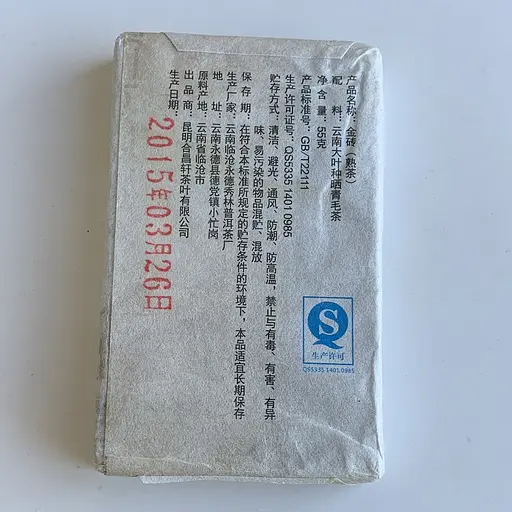 产品名称：金砖（熟茶）
配　料：云南大叶种晒青毛茶
净含量：55克
产品标准号：GB/T22111
生产许可证号：QS5335 1401 0985
贮存方式：清洁、避光、通风、防潮、防高温，禁止与有毒、有害、有异
味、易污染的物品混贮、混放
保存期：在符合本标准所规定的贮存条件的环境下，本品适宜长期保存
生产厂家：云南临沧永德秀林普洱茶厂
地　址：云南永德县德党镇小忙岗
原料产地：云南省临沧市
出品商：昆明合昌轩茶叶有限公司
生产日期：
2015年03月26日
生产许可
QS5335 1401 0985